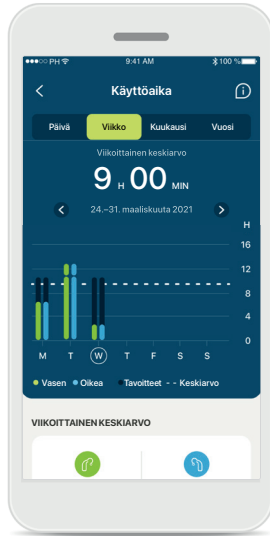 PH 9:41 AM 100 %
Käyttöaika
Päivä Viikko Kuukausi Vuosi
Viikoittainen keskiarvo
9 H 00 MIN
24.–31. maaliskuuta 2021
H
16
12
8
4
0
M T W T F S S
Vasen Oikea Tavoitteet - - Keskiarvo
VIIKOITTAINEN KESKIARVO